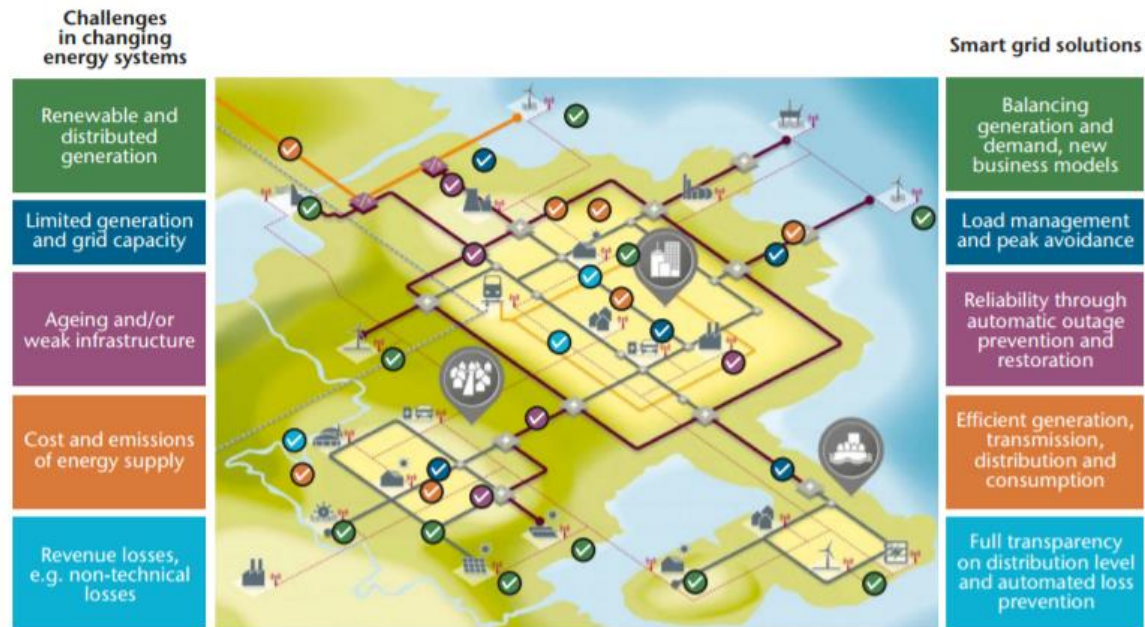 Challenges
in changing
energy systems
Renewable and
distributed
generation
Limited generation
and grid capacity
Ageing and/or
weak infrastructure
Cost and emissions
of energy supply
Revenue losses,
e.g. non-technical
losses
Smart grid solutions
Balancing
generation and
demand, new
business models
Load management
and peak avoidance
Reliability through
automatic outage
prevention and
restoration
Efficient generation,
transmission,
distribution and
consumption
Full transparency
on distribution level
and automated loss
prevention